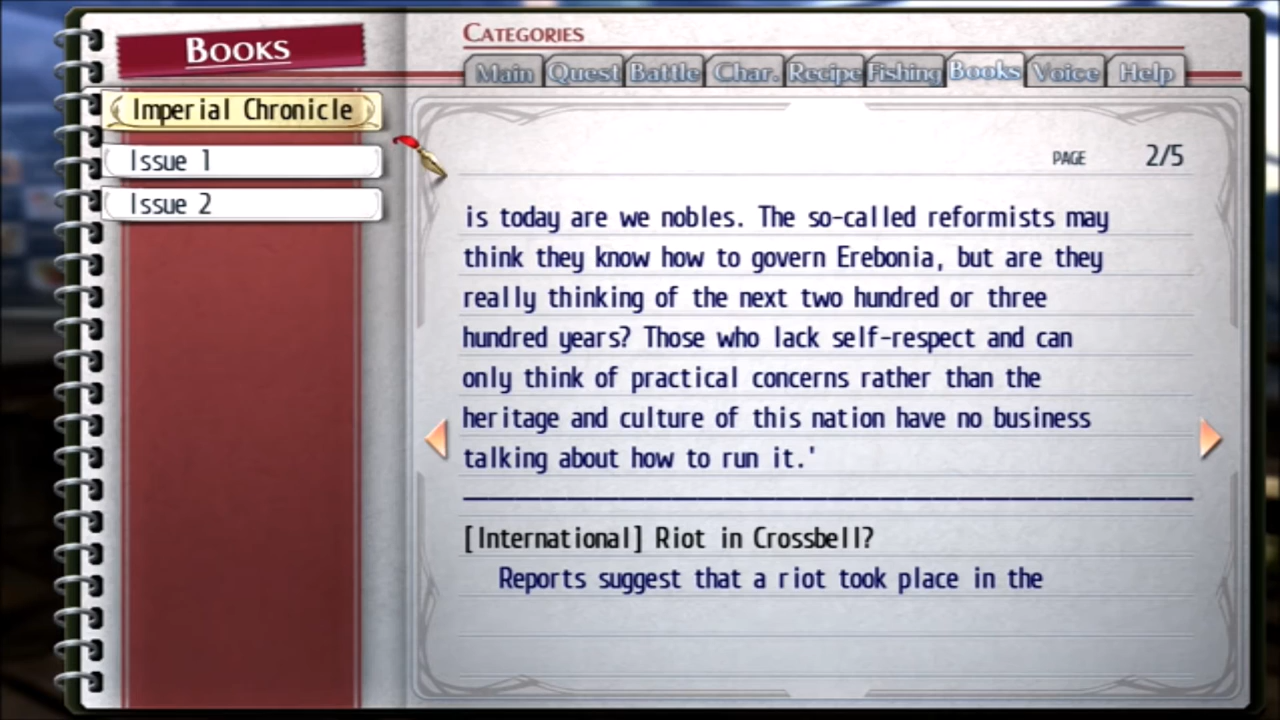 BOOKS
CATEGORIES
Main Quest Battle Char. Recipe Fishing Books Voice Help
Imperial Chronicle
Issue 1
Issue 2
PAGE 2/5
is today are we nobles. The so-called reformists may
think they know how to govern Erebonia, but are they
really thinking of the next two hundred or three
hundred years? Those who lack self-respect and can
only think of practical concerns rather than the
heritage and culture of this nation have no business
talking about how to run it.'
[International] Riot in Crossbell?
Reports suggest that a riot took place in the